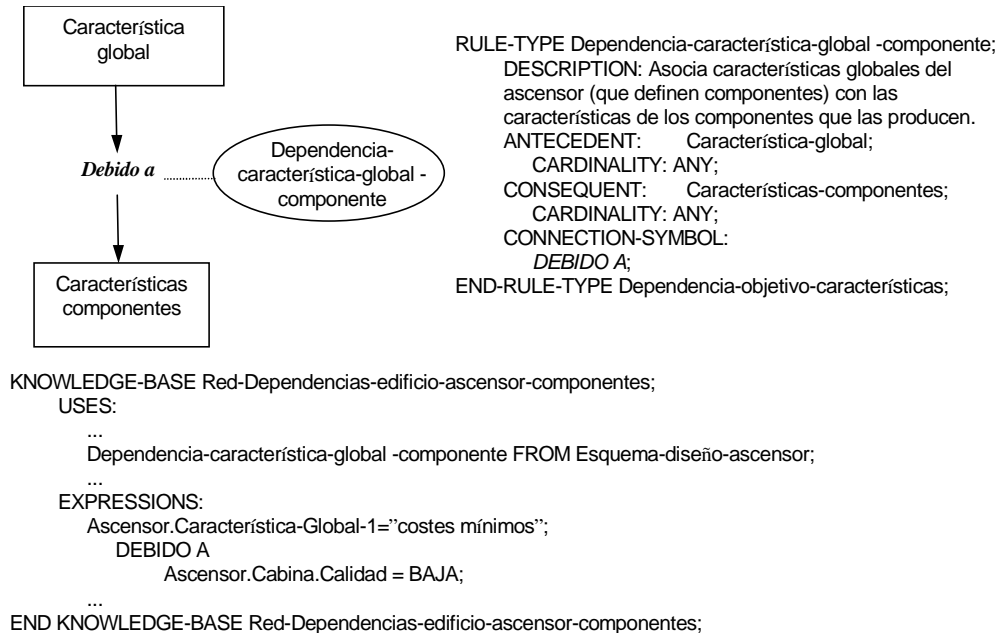 Característica
global
Debido a
Dependencia-
característica-global -
componente
Características
componentes
RULE-TYPE Dependencia-característica-global -componente;
DESCRIPTION: Asocia características globales del
ascensor (que definen componentes) con las
características de los componentes que las producen.
ANTECEDENT: Característica-global;
CARDINALITY: ANY;
CONSEQUENT: Características-componentes;
CARDINALITY: ANY;
CONNECTION-SYMBOL:
DEBIDO A;
END-RULE-TYPE Dependencia-objetivo-características;
KNOWLEDGE-BASE Red-Dependencias-edificio-ascensor-componentes;
USES:
...
Dependencia-característica-global -componente FROM Esquema-diseño-ascensor;
...
EXPRESSIONS:
Ascensor.Característica-Global-1=”costes mínimos”;
DEBIDO A
Ascensor.Cabina.Calidad = BAJA;
...
END KNOWLEDGE-BASE Red-Dependencias-edificio-ascensor-componentes;